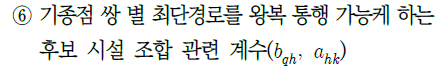 ⑥ 기종점 쌍 별 최단경로를 왕복 통행 가능케 하는
후보 시설 조합 관련 계수(b_{qh}, a_{hk})